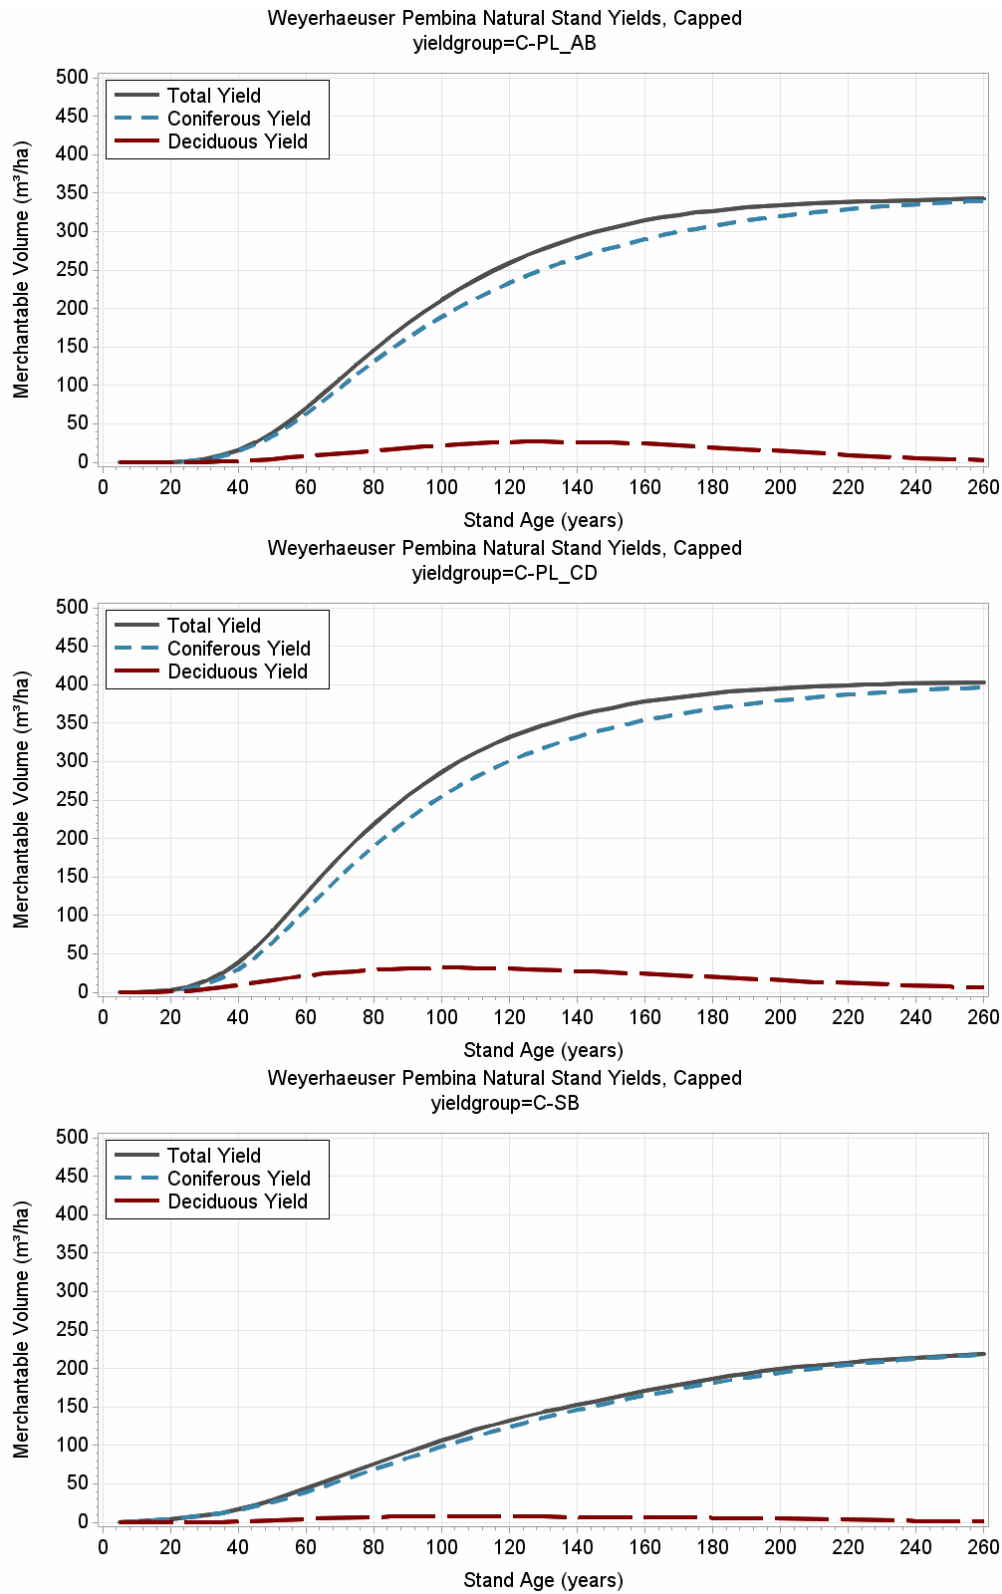 Weyerhaeuser Pembina Natural Stand Yields, Capped
yieldgroup=C-PL_AB
Total Yield
Coniferous Yield
Deciduous Yield
Merchantable Volume (m³/ha)
500
450
400
350
300
250
200
150
100
50
0
0 20 40 60 80 100 120 140 160 180 200 220 240 260
Stand Age (years)
Weyerhaeuser Pembina Natural Stand Yields, Capped
yieldgroup=C-PL_CD
Total Yield
Coniferous Yield
Deciduous Yield
Merchantable Volume (m³/ha)
500
450
400
350
300
250
200
150
100
50
0
0 20 40 60 80 100 120 140 160 180 200 220 240 260
Stand Age (years)
Weyerhaeuser Pembina Natural Stand Yields, Capped
yieldgroup=C-SB
Total Yield
Coniferous Yield
Deciduous Yield
Merchantable Volume (m³/ha)
500
450
400
350
300
250
200
150
100
50
0
0 20 40 60 80 100 120 140 160 180 200 220 240 260
Stand Age (years)